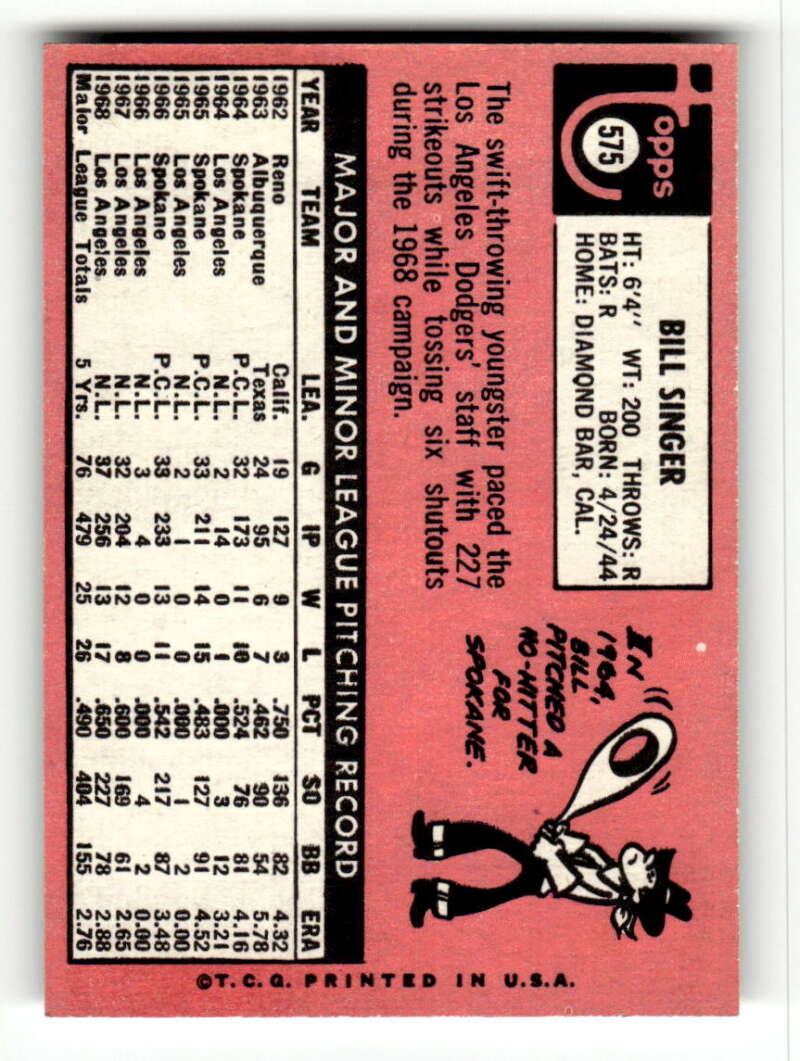 Topps
575
BILL SINGER
HT: 6'4" WT: 200 THROWS: R
BATS: R BORN: 4/24/44
HOME: DIAMOND BAR, CAL.
The swift-throwing youngster paced the
Los Angeles Dodgers' staff with 227
strikeouts while tossing six shutouts
during the 1968 campaign.
IN
1964,
BILL
PITCHED A
NO-HITTER
FOR
SPOKANE.
MAJOR AND MINOR LEAGUE PITCHING RECORD
YEAR TEAM LEA. G IP W L PCT SO BB ERA
1962 Reno Calif. 19 127 9 3 .750 136 82 4.32
1963 Albuquerque Texas 24 95 6 7 .462 90 54 5.78
1964 Spokane P.C.L. 32 173 11 10 .524 76 81 4.16
1964 Los Angeles N.L. 2 14 0 1 .000 3 12 3.21
1965 Spokane P.C.L. 33 211 14 15 .483 127 91 4.52
1965 Los Angeles N.L. 2 1 0 0 .000 1 2 0.00
1966 Spokane P.C.L. 33 233 13 11 .542 217 87 3.48
1966 Los Angeles N.L. 3 4 0 0 .000 4 2 0.00
1967 Los Angeles N.L. 32 204 12 8 .600 169 61 2.65
1968 Los Angeles N.L. 37 256 13 17 .650 227 78 2.88
Major League Totals 5 Yrs. 76 479 25 26 .490 404 155 2.76
©T.C.G. PRINTED IN U.S.A.